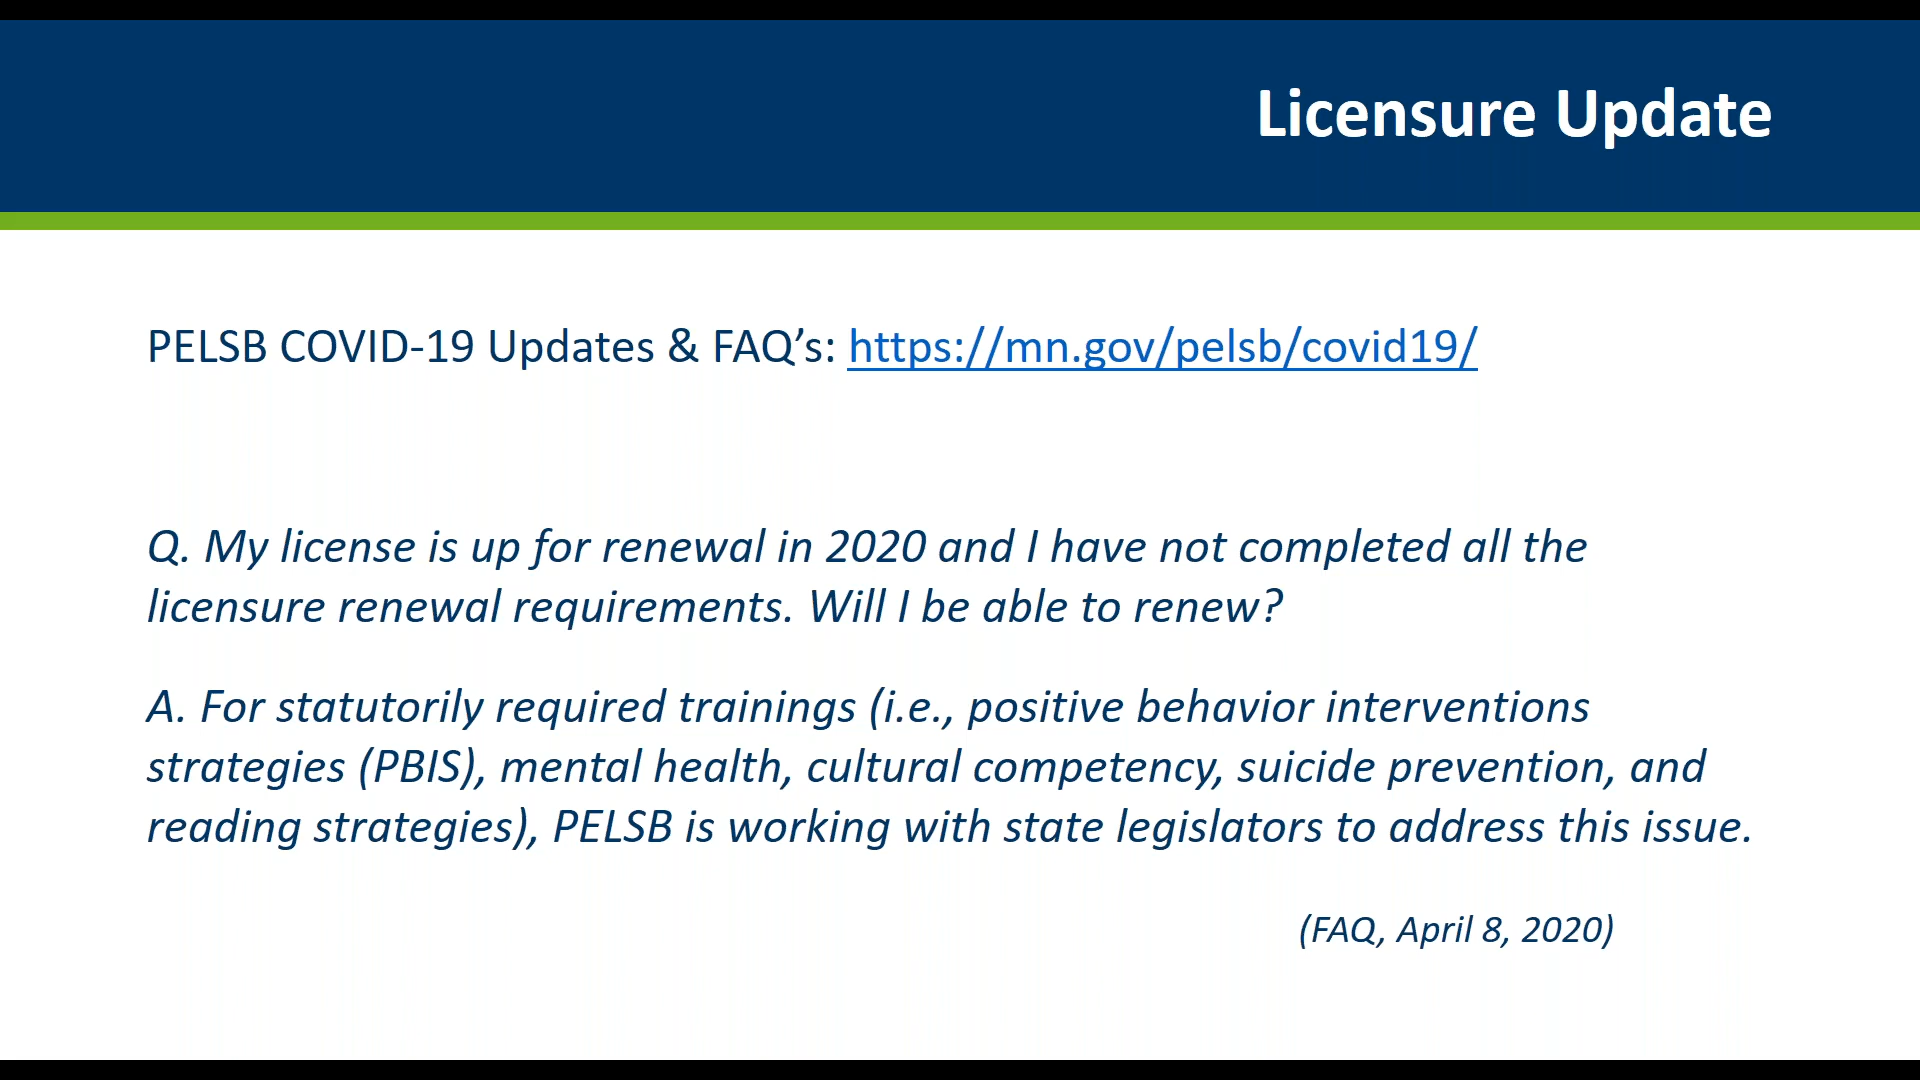 Licensure Update
PELSB COVID-19 Updates & FAQ’s: https://mn.gov/pelsb/covid19/
Q. My license is up for renewal in 2020 and I have not completed all the
licensure renewal requirements. Will I be able to renew?
A. For statutorily required trainings (i.e., positive behavior interventions
strategies (PBIS), mental health, cultural competency, suicide prevention, and
reading strategies), PELSB is working with state legislators to address this issue.
(FAQ, April 8, 2020)